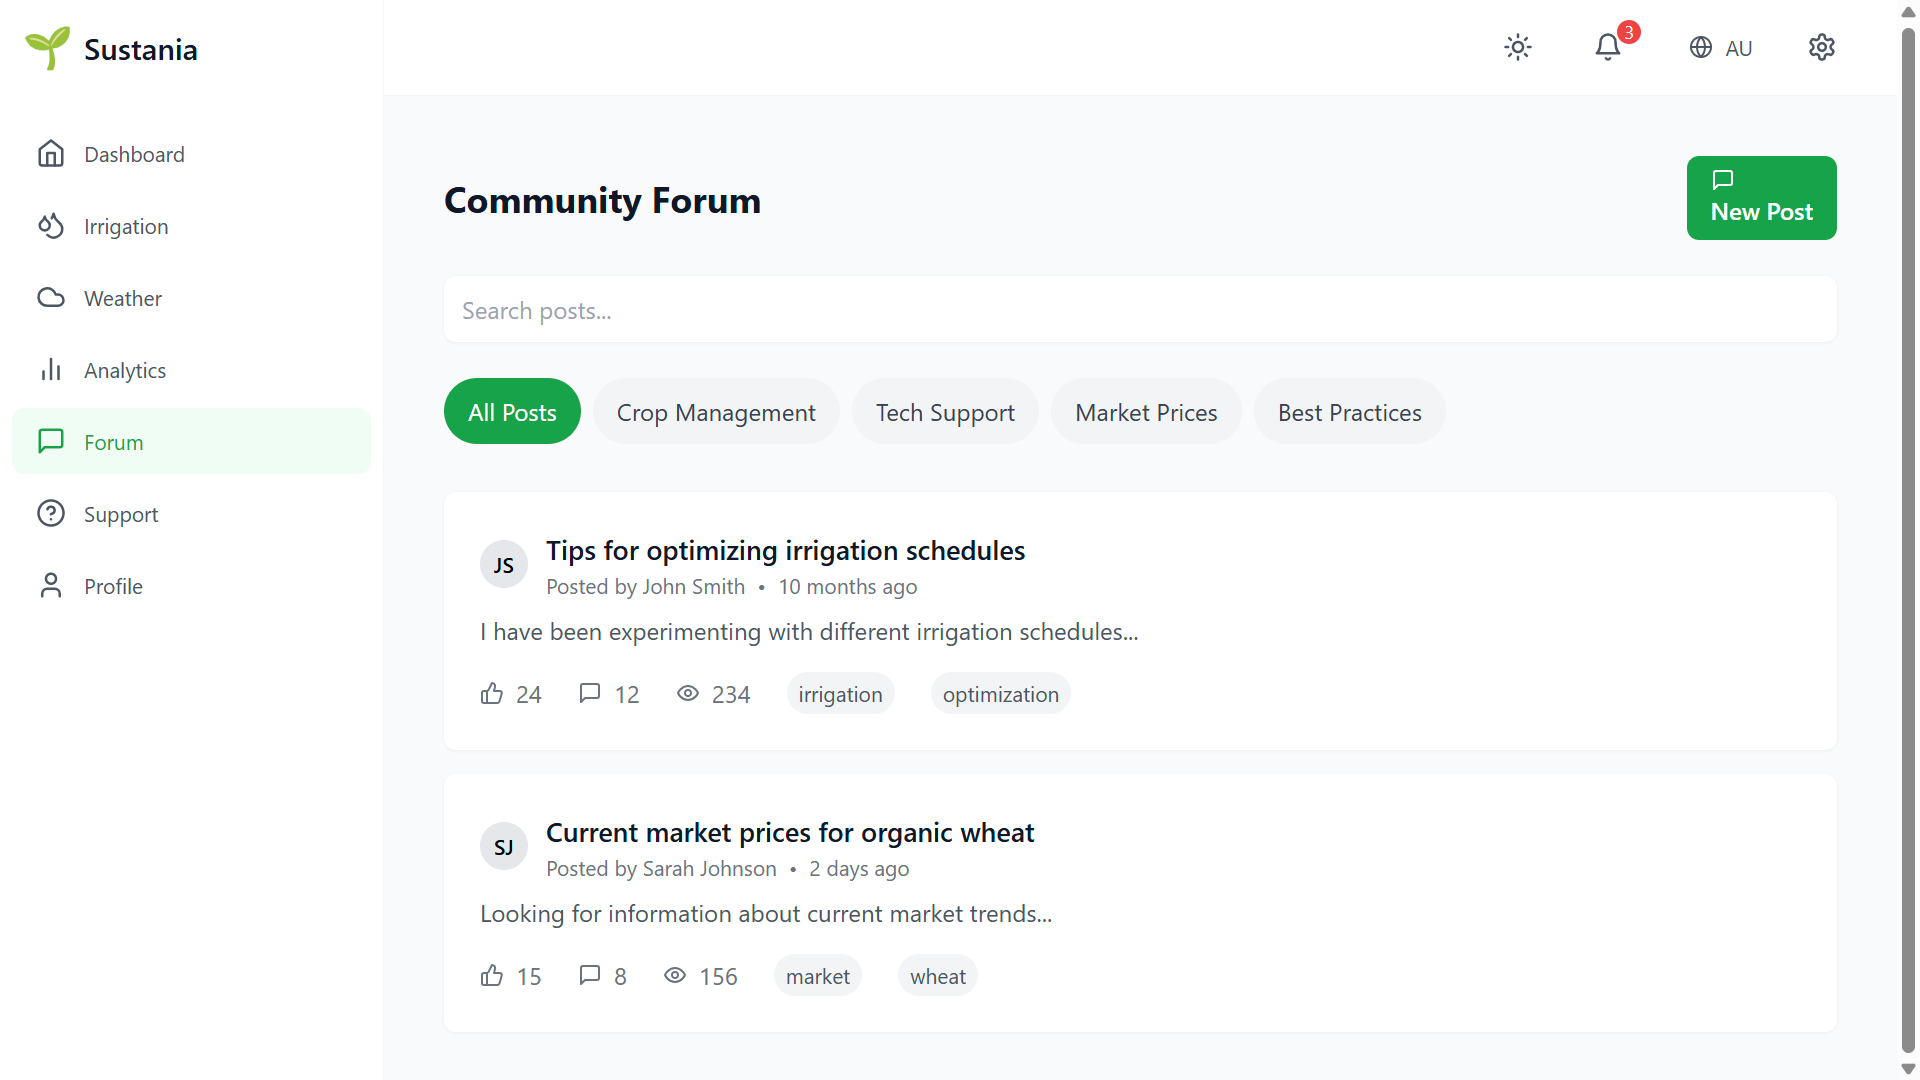 Sustania
3
AU
Dashboard
Irrigation
Weather
Analytics
Forum
Support
Profile
Community Forum
New Post
Search posts...
All Posts
Crop Management
Tech Support
Market Prices
Best Practices
JS
Tips for optimizing irrigation schedules
Posted by John Smith • 10 months ago
I have been experimenting with different irrigation schedules...
24 12 234 irrigation optimization
SJ
Current market prices for organic wheat
Posted by Sarah Johnson • 2 days ago
Looking for information about current market trends...
15 8 156 market wheat